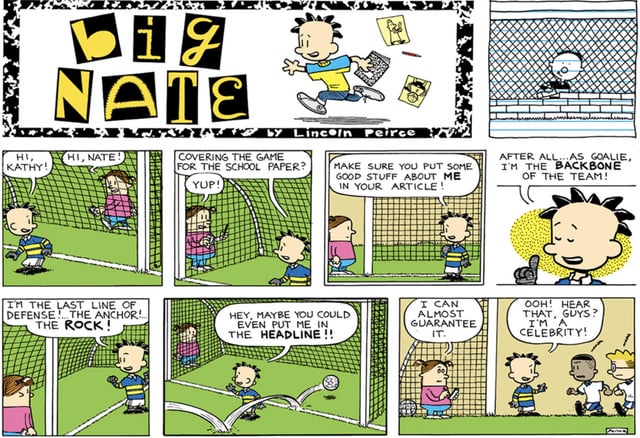 big
NATE
by Lincoln Peirce
HI,
KATHY!
HI, NATE!
COVERING THE GAME
FOR THE SCHOOL PAPER?
YUP!
MAKE SURE YOU PUT SOME
GOOD STUFF ABOUT ME
IN YOUR ARTICLE!
AFTER ALL...AS GOALIE,
I'M THE BACKBONE
OF THE TEAM!
I'M THE LAST LINE OF
DEFENSE!...THE ANCHOR!..
THE ROCK!
HEY, MAYBE YOU COULD
EVEN PUT ME IN
THE HEADLINE!!
I CAN
ALMOST
GUARANTEE
IT.
OOH! HEAR
THAT, GUYS?
I'M A
CELEBRITY!